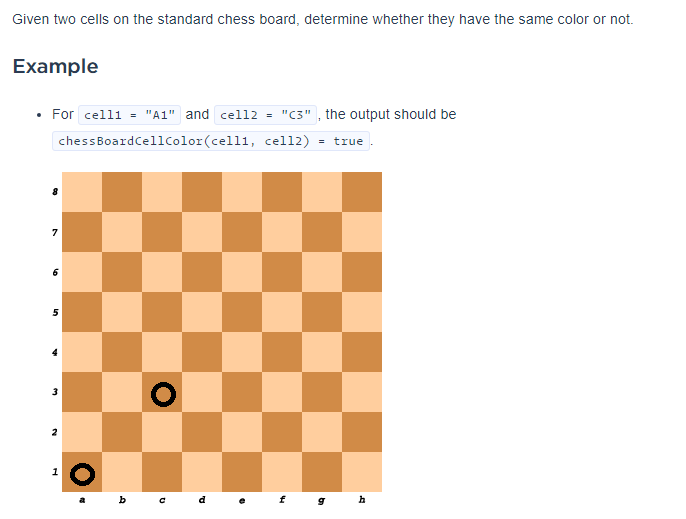 Given two cells on the standard chess board, determine whether they have the same color or not.
Example
• For cell1 = "A1" and cell2 = "C3", the output should be
chessBoardCellColor(cell1, cell2) = true.
8
7
6
5
4
3
2
1
a b c d e f g h